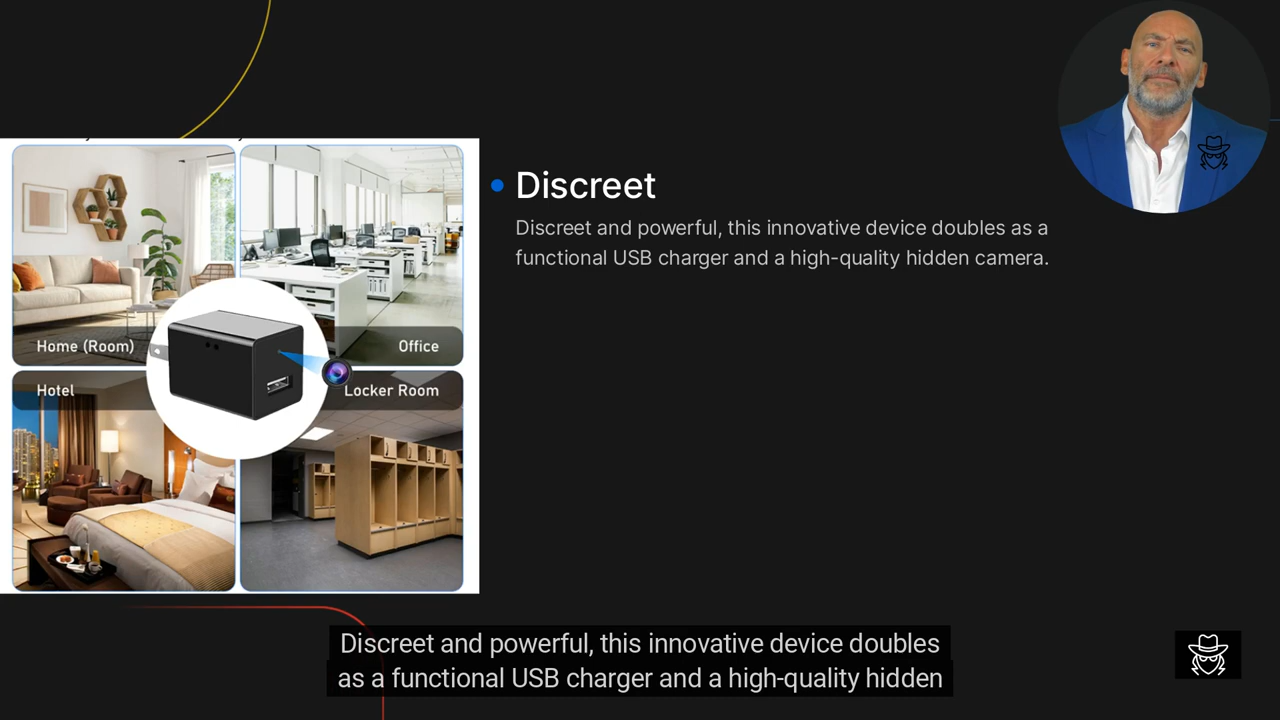 Home (Room)
Office
Hotel
Locker Room
Discreet
Discreet and powerful, this innovative device doubles as a
functional USB charger and a high-quality hidden camera.
Discreet and powerful, this innovative device doubles
as a functional USB charger and a high-quality hidden